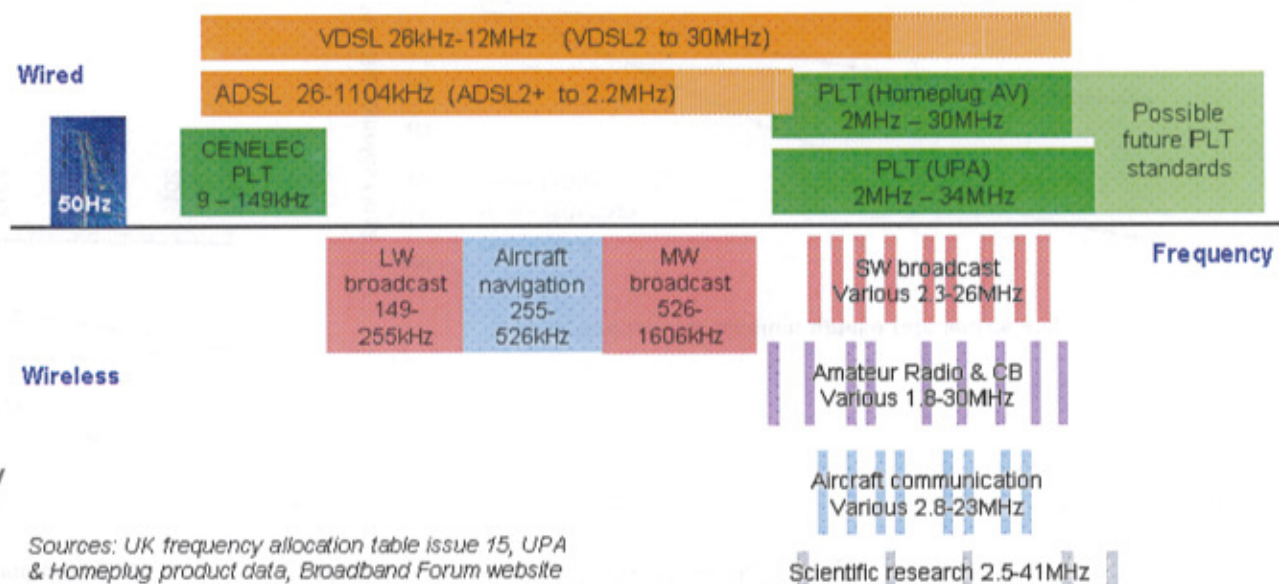 VDSL 26kHz-12MHz (VDSL2 to 30MHz)
Wired
ADSL 26-1104kHz (ADSL2+ to 2.2MHz)
PLT (Homeplug AV)
2MHz – 30MHz
Possible
future PLT
standards
CENELEC
PLT
9 – 149kHz
50Hz
PLT (UPA)
2MHz – 34MHz
Frequency
LW
broadcast
149-
255kHz
Aircraft
navigation
255-
526kHz
MW
broadcast
526-
1606kHz
SW broadcast
Various 2.3-26MHz
Wireless
Amateur Radio & CB
Various 1.8-30MHz
Aircraft communication
Various 2.8-23MHz
Sources: UK frequency allocation table issue 15, UPA
& Homeplug product data, Broadband Forum website
Scientific research 2.5-41MHz